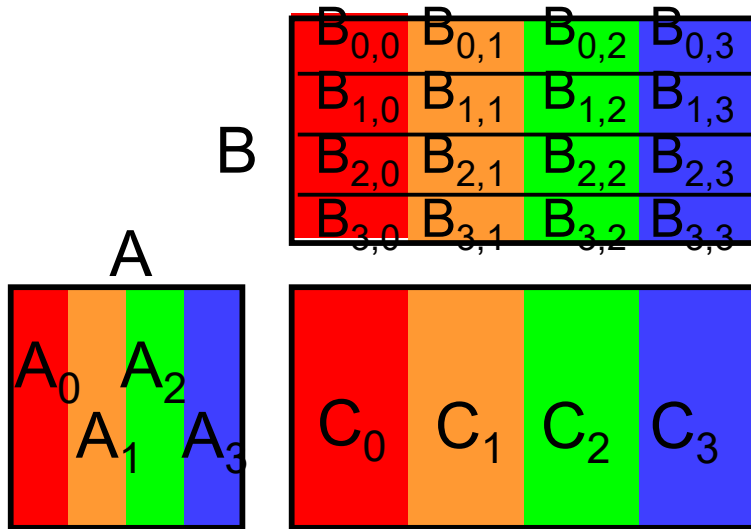 B0,0 B0,1 B0,2 B0,3
B1,0 B1,1 B1,2 B1,3
B
B2,0 B2,1 B2,2 B2,3
B3,0 B3,1 B3,2 B3,3
A
A0 A2
A1 A3
C0 C1 C2 C3